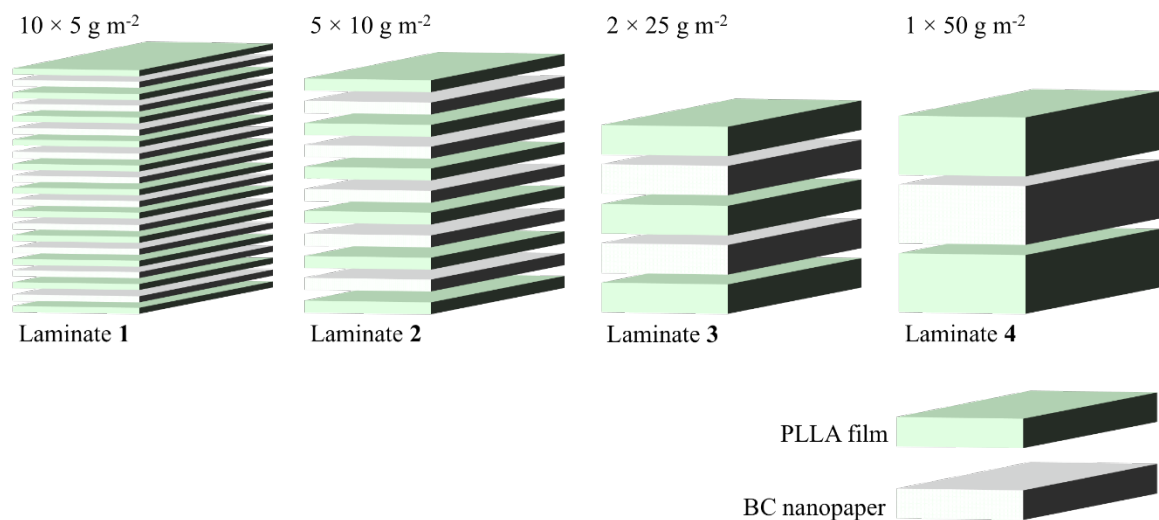 10 × 5 g m⁻²
5 × 10 g m⁻²
2 × 25 g m⁻²
1 × 50 g m⁻²
Laminate 1
Laminate 2
Laminate 3
Laminate 4
PLLA film
BC nanopaper